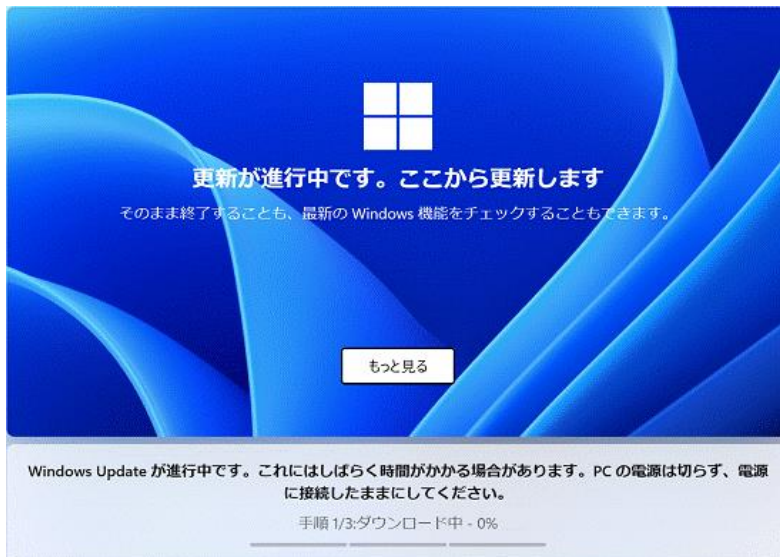 更新が進行中です。ここから更新します
そのまま終了することも、最新の Windows 機能をチェックすることもできます。
もっと見る
Windows Update が進行中です。これにはしばらく時間がかかる場合があります。PC の電源は切らず、電源
に接続したままにしてください。
手順 1/3:ダウンロード中 - 0%